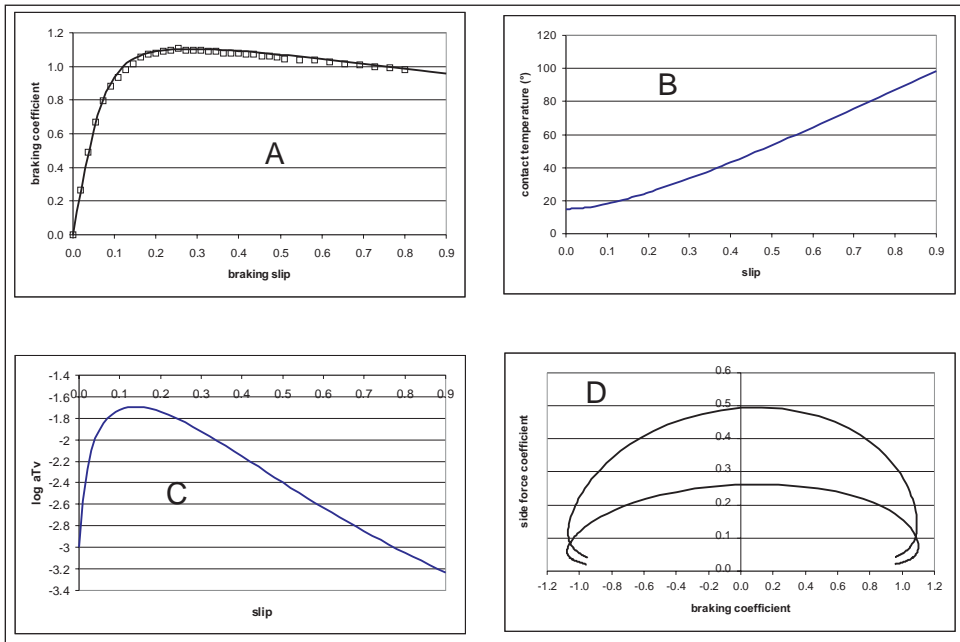 1.2
1.0
0.8
0.6
0.4
0.2
0.0
braking coefficient
A
0.0 0.1 0.2 0.3 0.4 0.5 0.6 0.7 0.8 0.9
braking slip
120
100
80
60
40
20
0
contact temperature (°)
B
0.0 0.1 0.2 0.3 0.4 0.5 0.6 0.7 0.8 0.9
slip
-1.4
-1.6
-1.8
-2
-2.2
-2.4
-2.6
-2.8
-3
-3.2
-3.4
log aTv
0.0 0.1 0.2 0.3 0.4 0.5 0.6 0.7 0.8 0.9
C
slip
D
0.6
0.5
0.4
0.3
0.2
0.1
0.0
side force coefficient
-1.2 -1.0 -0.8 -0.6 -0.4 -0.2 0.0 0.2 0.4 0.6 0.8 1.0 1.2
braking coefficient